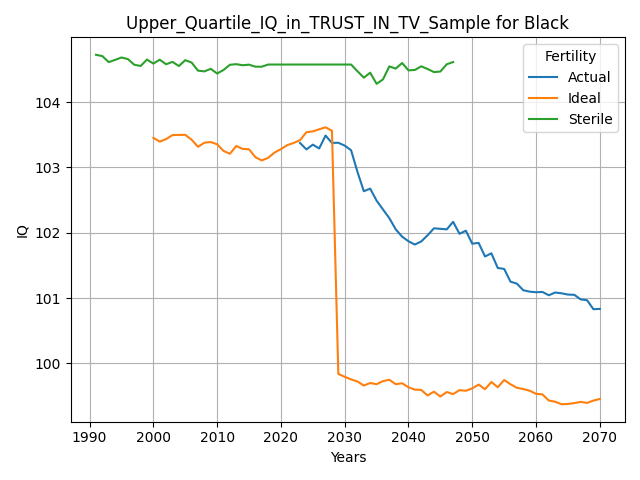 Upper_Quartile_IQ_in_TRUST_IN_TV_Sample for Black
Fertility
Actual
Ideal
Sterile
104
103
102
101
100
IQ
1990
2000
2010
2020
2030
2040
2050
2060
2070
Years